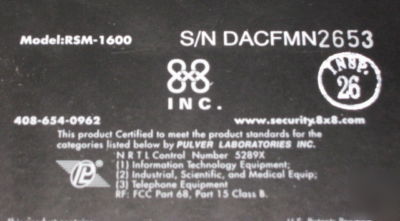 Model:RSM-1600
S/N DACFMN2653
8x8
INC.
INSP.
26
408-654-0962
www.security.8x8.com
This product Certified to meet the product standards for the
categories listed below by PULVER LABORATORIES INC.
N R T L Control Number 5289X
(1) Information Technology Equipment;
(2) Industrial, Scientific, and Medical Equip;
(3) Telephone Equipment
RF: FCC Part 68, Part 15 Class B.